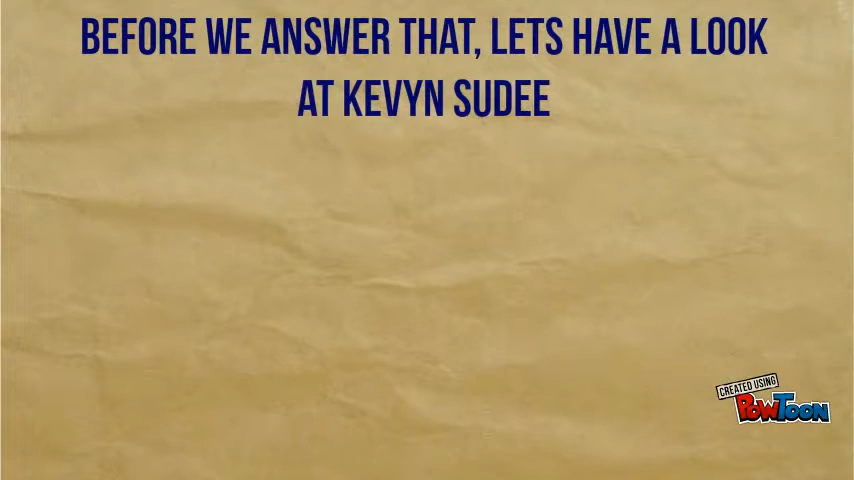 BEFORE WE ANSWER THAT, LETS HAVE A LOOK
AT KEVYN SUDEE
CREATED USING
POWTOON